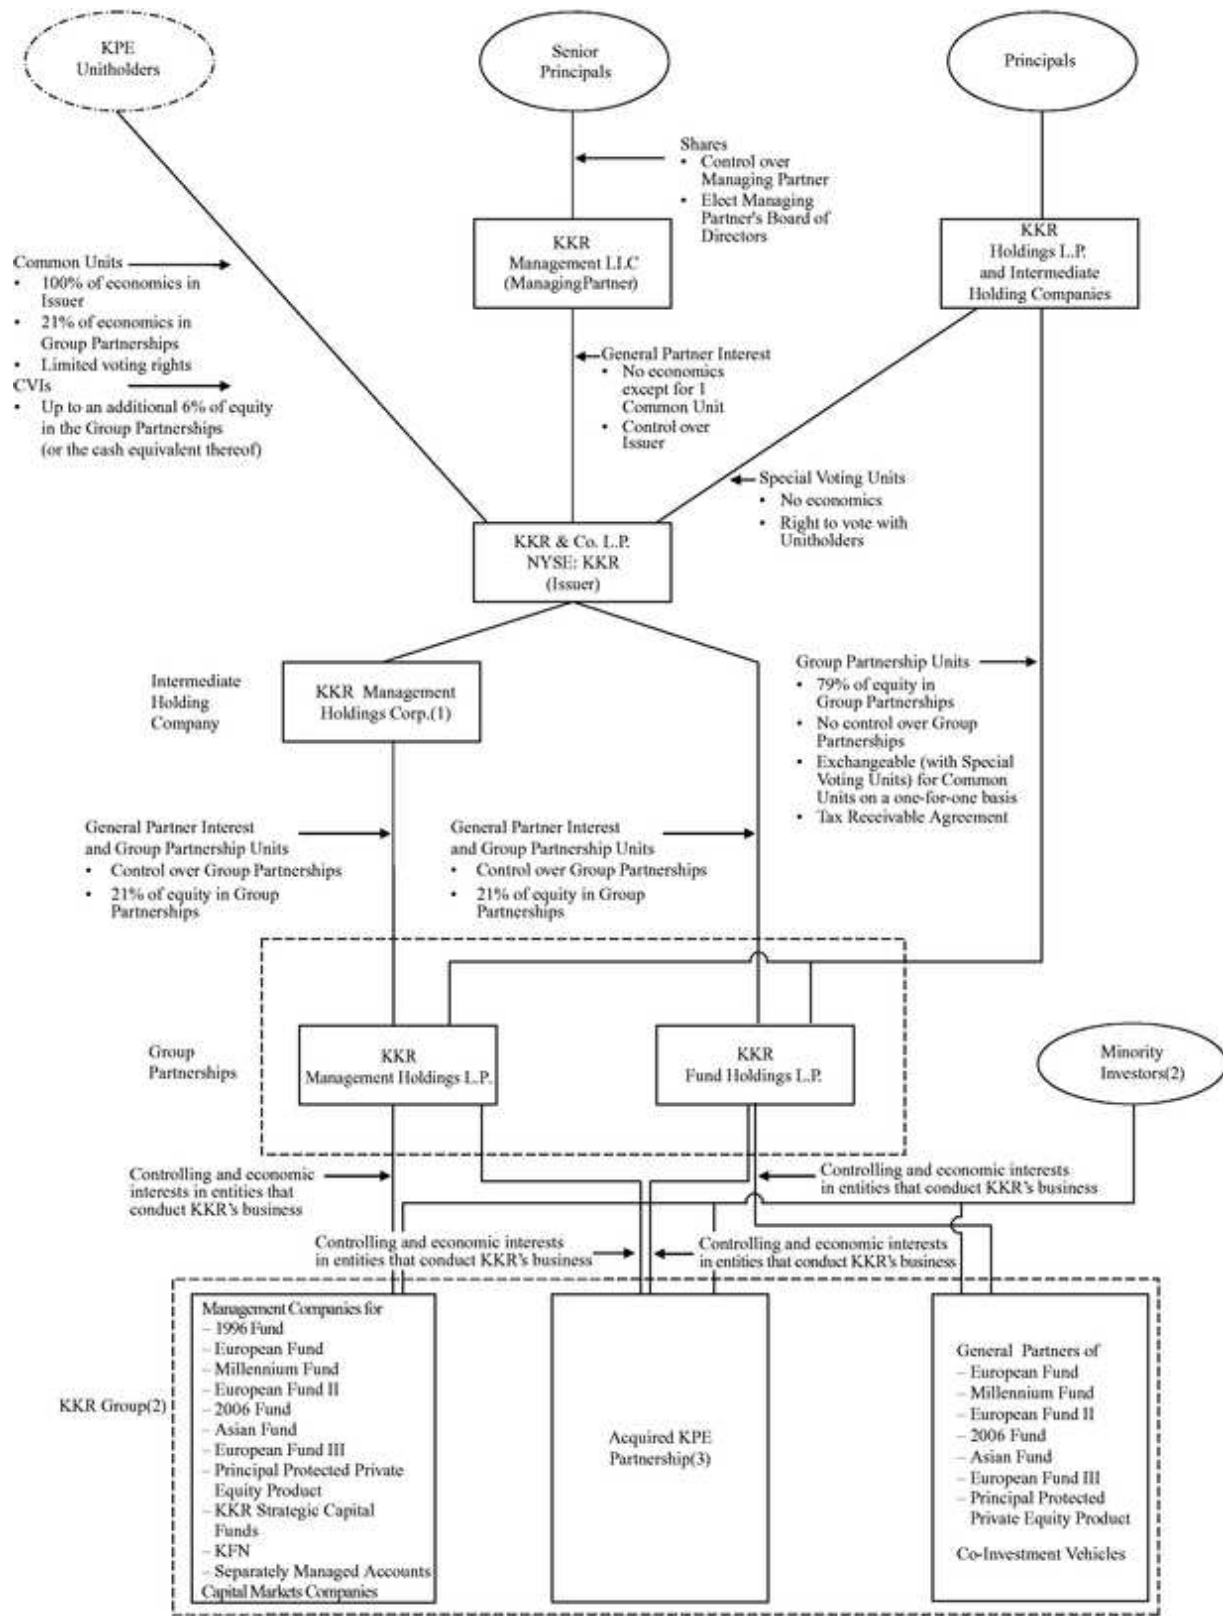 KPE
Unitholders
Senior
Principals
Principals
Shares
• Control over
Managing Partner
• Elect Managing
Partner's Board of
Directors
KKR
Management LLC
(ManagingPartner)
KKR
Holdings L.P.
and Intermediate
Holding Companies
Common Units
• 100% of economics in
Issuer
• 21% of economics in
Group Partnerships
• Limited voting rights
CVIs
• Up to an additional 6% of equity
in the Group Partnerships
(or the cash equivalent thereof)
General Partner Interest
• No economics
except for 1
Common Unit
• Control over
Issuer
Special Voting Units
• No economics
• Right to vote with
Unitholders
KKR & Co. L.P.
NYSE: KKR
(Issuer)
Intermediate
Holding
Company
KKR Management
Holdings Corp.(1)
Group Partnership Units
• 79% of equity in
Group Partnerships
• No control over Group
Partnerships
• Exchangeable (with Special
Voting Units) for Common
Units on a one-for-one basis
• Tax Receivable Agreement
General Partner Interest
and Group Partnership Units
• Control over Group Partnerships
• 21% of equity in Group
Partnerships
General Partner Interest
and Group Partnership Units
• Control over Group Partnerships
• 21% of equity in Group
Partnerships
Group
Partnerships
KKR
Management Holdings L.P.
KKR
Fund Holdings L.P.
Minority
Investors(2)
Controlling and economic
interests in entities that
conduct KKR's business
Controlling and economic interests
in entities that conduct KKR's business
Controlling and economic interests
in entities that conduct KKR's business
Controlling and economic interests
in entities that conduct KKR's business
KKR Group(2)
Management Companies for
– 1996 Fund
– European Fund
– Millennium Fund
– European Fund II
– 2006 Fund
– Asian Fund
– European Fund III
– Principal Protected Private
Equity Product
– KKR Strategic Capital
Funds
– KFN
– Separately Managed Accounts
Capital Markets Companies
Acquired KPE
Partnership(3)
General Partners of
– European Fund
– Millennium Fund
– European Fund II
– 2006 Fund
– Asian Fund
– European Fund III
– Principal Protected
Private Equity Product
Co-Investment Vehicles